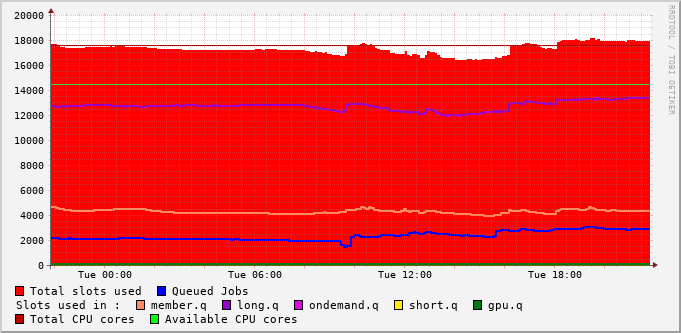 20000
18000
16000
14000
12000
10000
8000
6000
4000
2000
0
Tue 00:00 Tue 06:00 Tue 12:00 Tue 18:00
Total slots used Queued Jobs
Slots used in : member.q long.q ondemand.q short.q gpu.q
Total CPU cores Available CPU cores
RRDTOOL / TOBI OETIKER